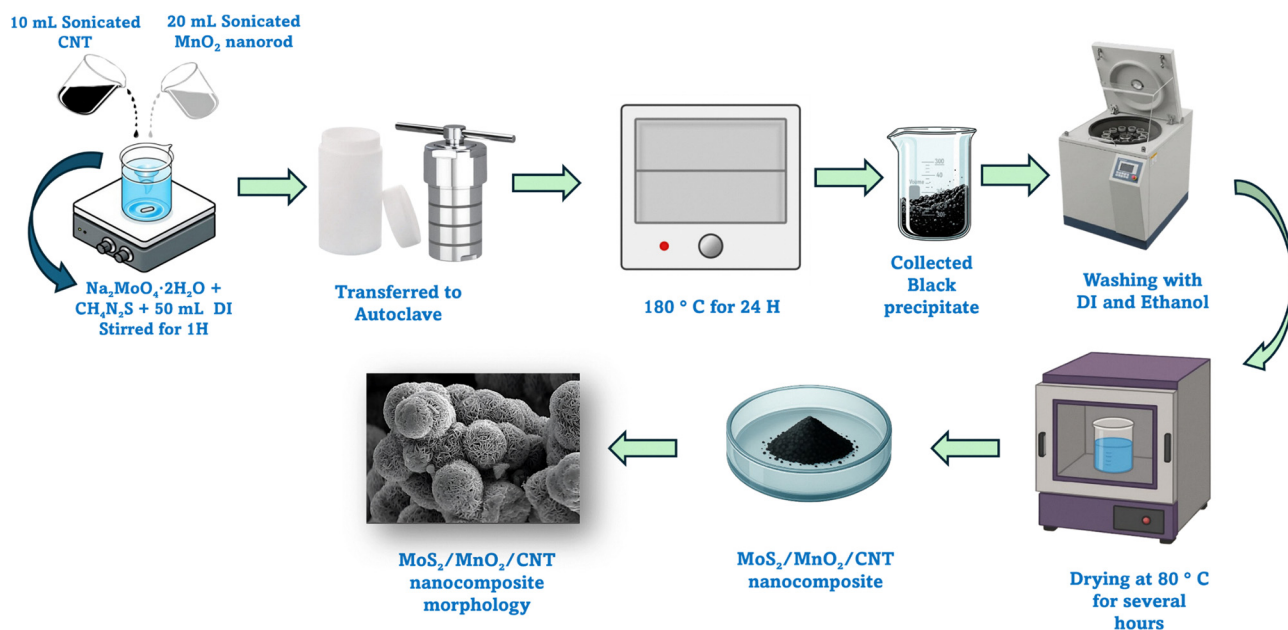 10 mL Sonicated
CNT
20 mL Sonicated
MnO₂ nanorod
Na₂MoO₄·2H₂O +
CH₄N₂S + 50 mL DI
Stirred for 1H
Transferred to
Autoclave
180 ° C for 24 H
Collected
Black
precipitate
Washing with
DI and Ethanol
MoS₂/MnO₂/CNT
nanocomposite
morphology
MoS₂/MnO₂/CNT
nanocomposite
Drying at 80 ° C
for several
hours